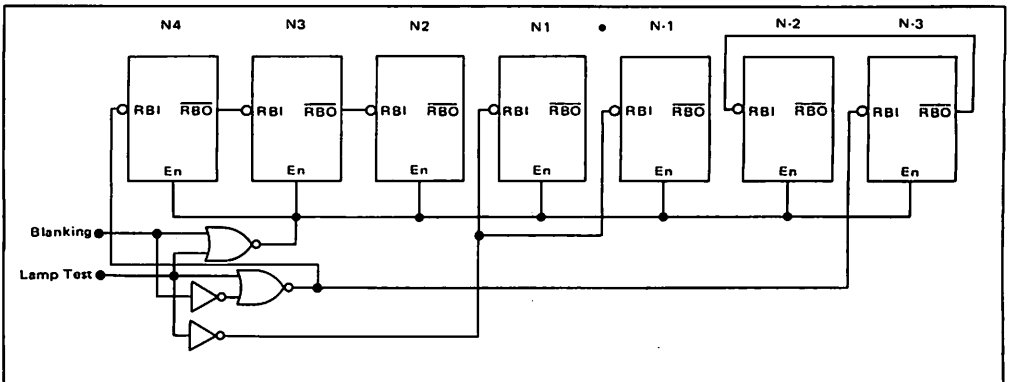 N4 N3 N2 N1 • N-1 N-2 N-3
RBI RBO RBI RBO RBI RBO RBI RBO RBI RBO RBI RBO RBI RBO
En En En En En En En
Blanking
Lamp Test